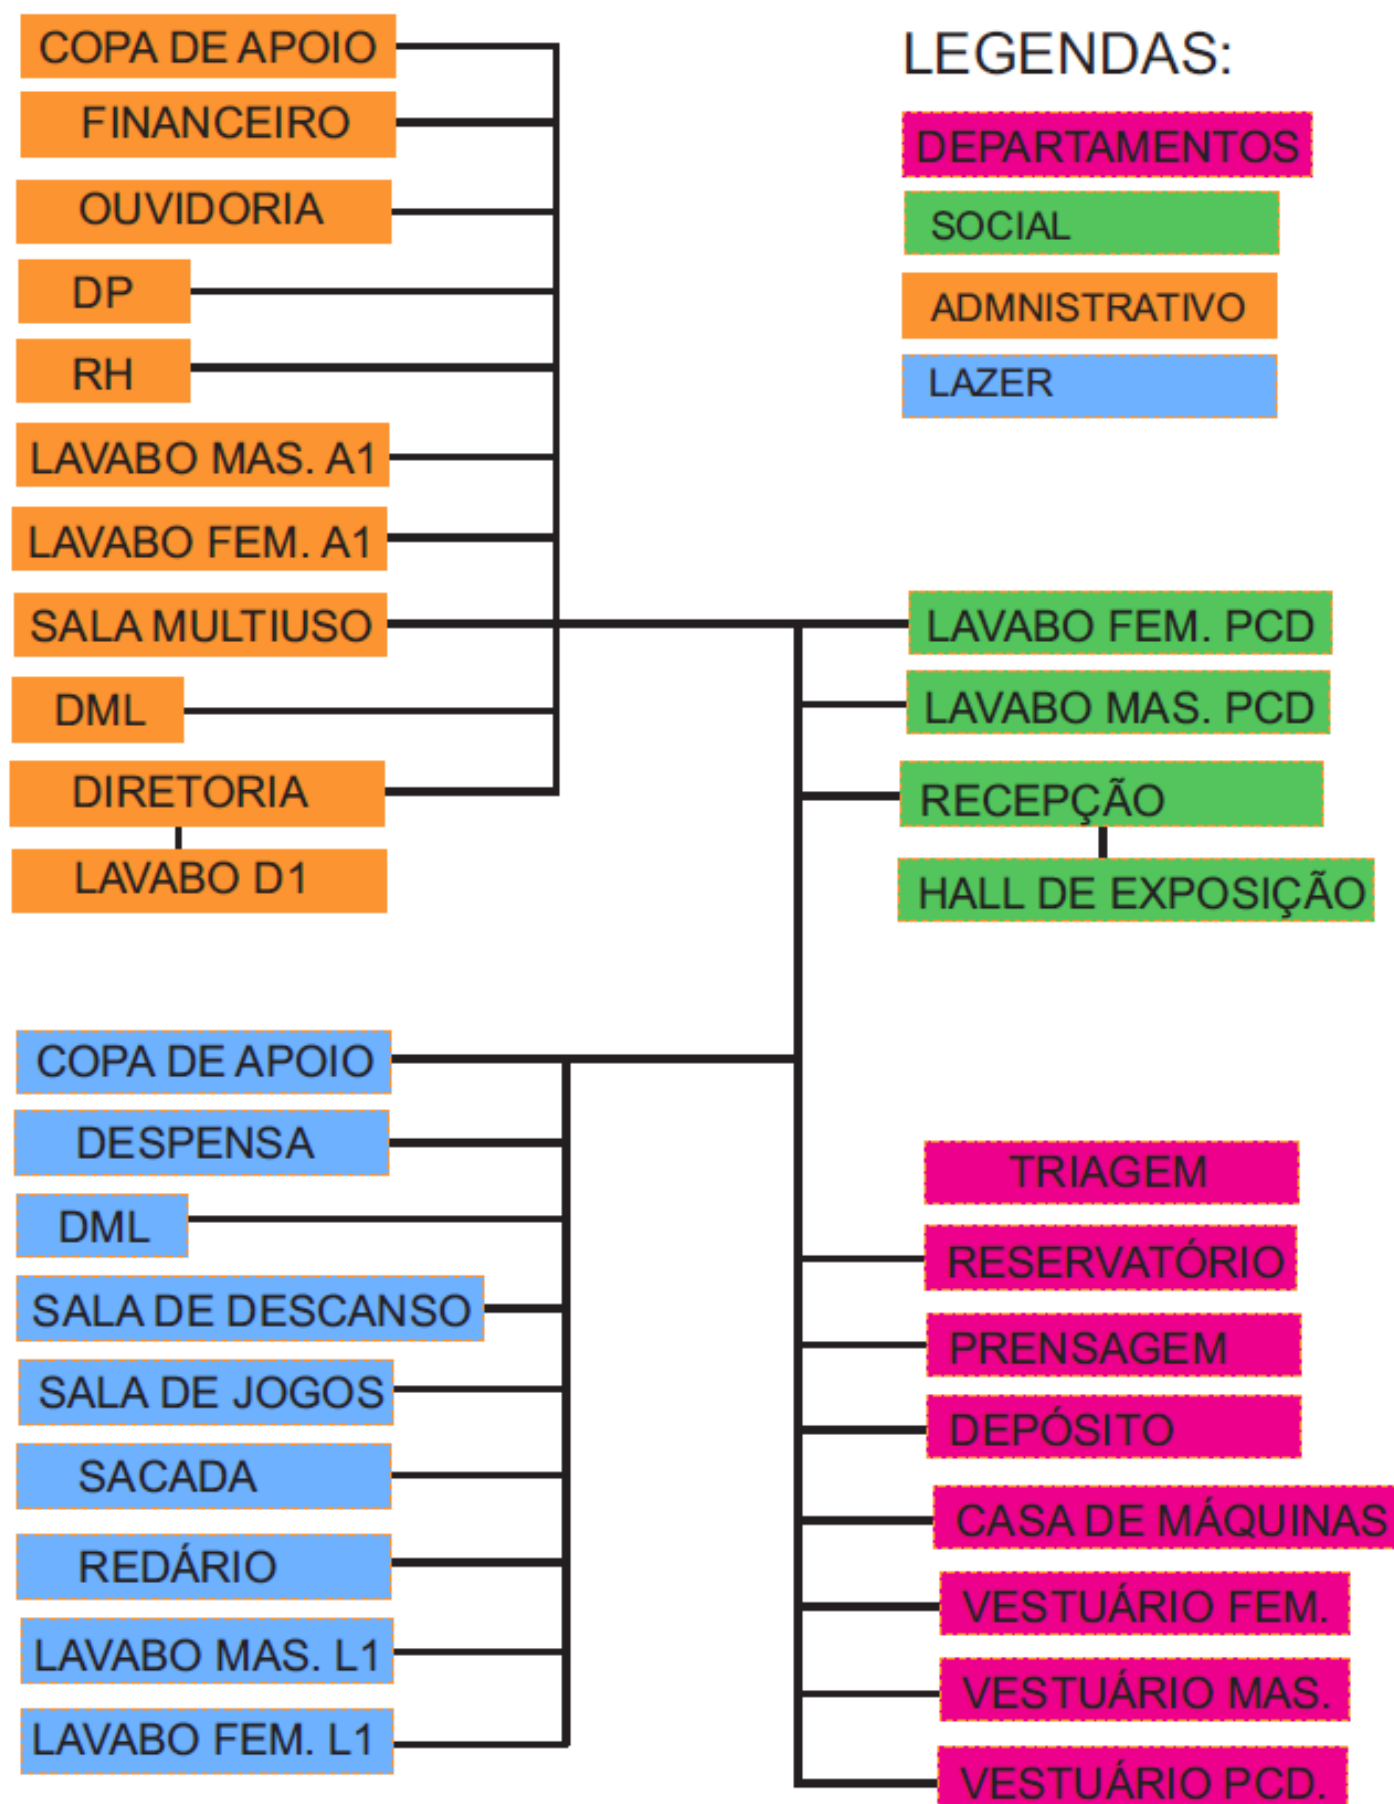 COPA DE APOIO
FINANCEIRO
OUVIDORIA
DP
RH
LAVABO MAS. A1
LAVABO FEM. A1
SALA MULTIUSO
DML
DIRETORIA
LAVABO D1
LEGENDAS:
DEPARTAMENTOS
SOCIAL
ADMNISTRATIVO
LAZER
LAVABO FEM. PCD
LAVABO MAS. PCD
RECEPÇÃO
HALL DE EXPOSIÇÃO
COPA DE APOIO
DESPENSA
DML
SALA DE DESCANSO
SALA DE JOGOS
SACADA
REDÁRIO
LAVABO MAS. L1
LAVABO FEM. L1
TRIAGEM
RESERVATÓRIO
PRENSAGEM
DEPÓSITO
CASA DE MÁQUINAS
VESTUÁRIO FEM.
VESTUÁRIO MAS.
VESTUÁRIO PCD.